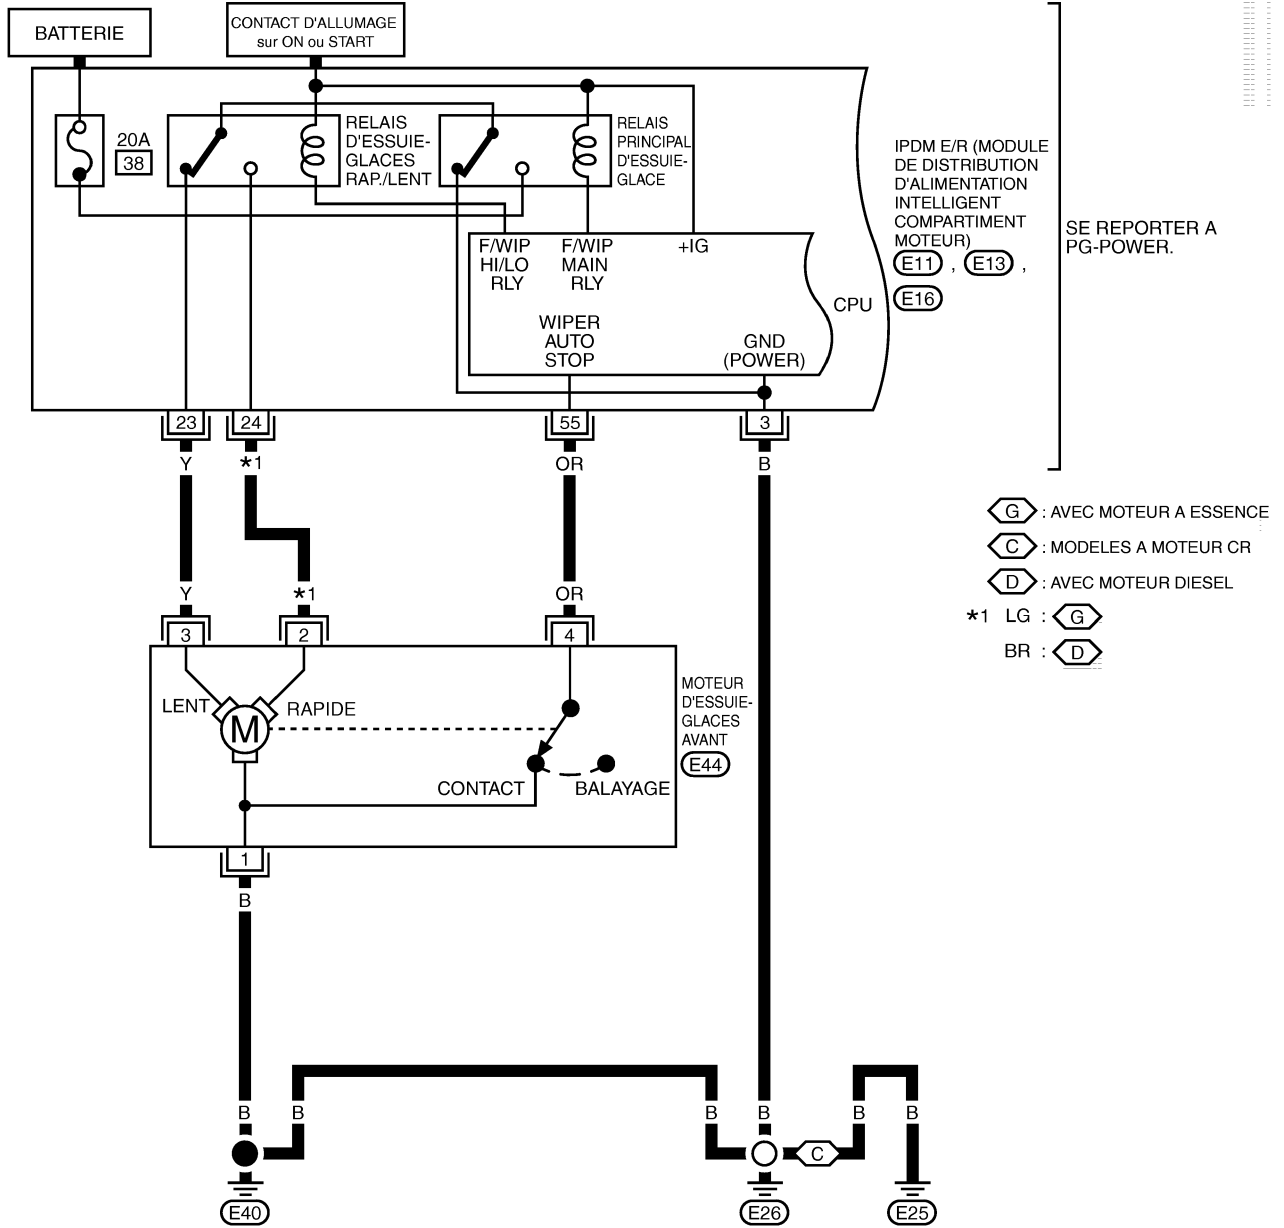 BATTERIE
CONTACT D'ALLUMAGE
sur ON ou START
20A
38
RELAIS
D'ESSUIE-
GLACES
RAP./LENT
RELAIS
PRINCIPAL
D'ESSUIE-
GLACE
IPDM E/R (MODULE
DE DISTRIBUTION
D'ALIMENTATION
INTELLIGENT
COMPARTIMENT
MOTEUR)
E11 , E13 ,
E16
SE REPORTER A
PG-POWER.
F/WIP
HI/LO
RLY
F/WIP
MAIN
RLY
+IG
CPU
WIPER
AUTO
STOP
GND
(POWER)
23
24
55
3
Y
*1
OR
B
G : AVEC MOTEUR A ESSENCE
C : MODELES A MOTEUR CR
D : AVEC MOTEUR DIESEL
*1 LG : G
BR : D
Y
*1
OR
3
2
4
LENT
M
RAPIDE
CONTACT
BALAYAGE
MOTEUR
D'ESSUIE-
GLACES
AVANT
E44
1
B
B
B
B
B
B
B
C
E40
E26
E25